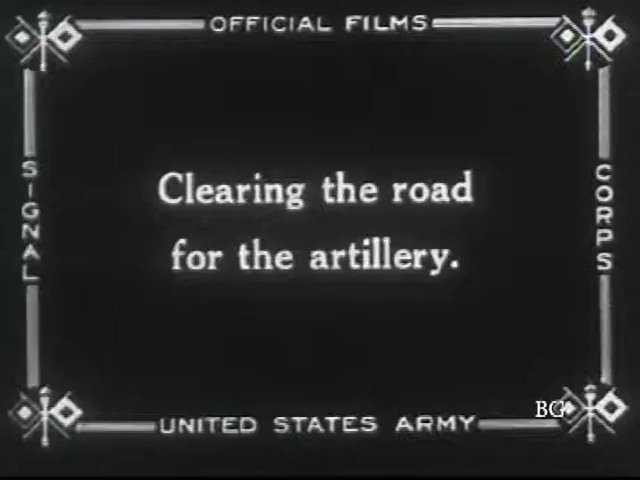 OFFICIAL FILMS
SIGNAL
CORPS
Clearing the road
for the artillery.
BG
UNITED STATES ARMY